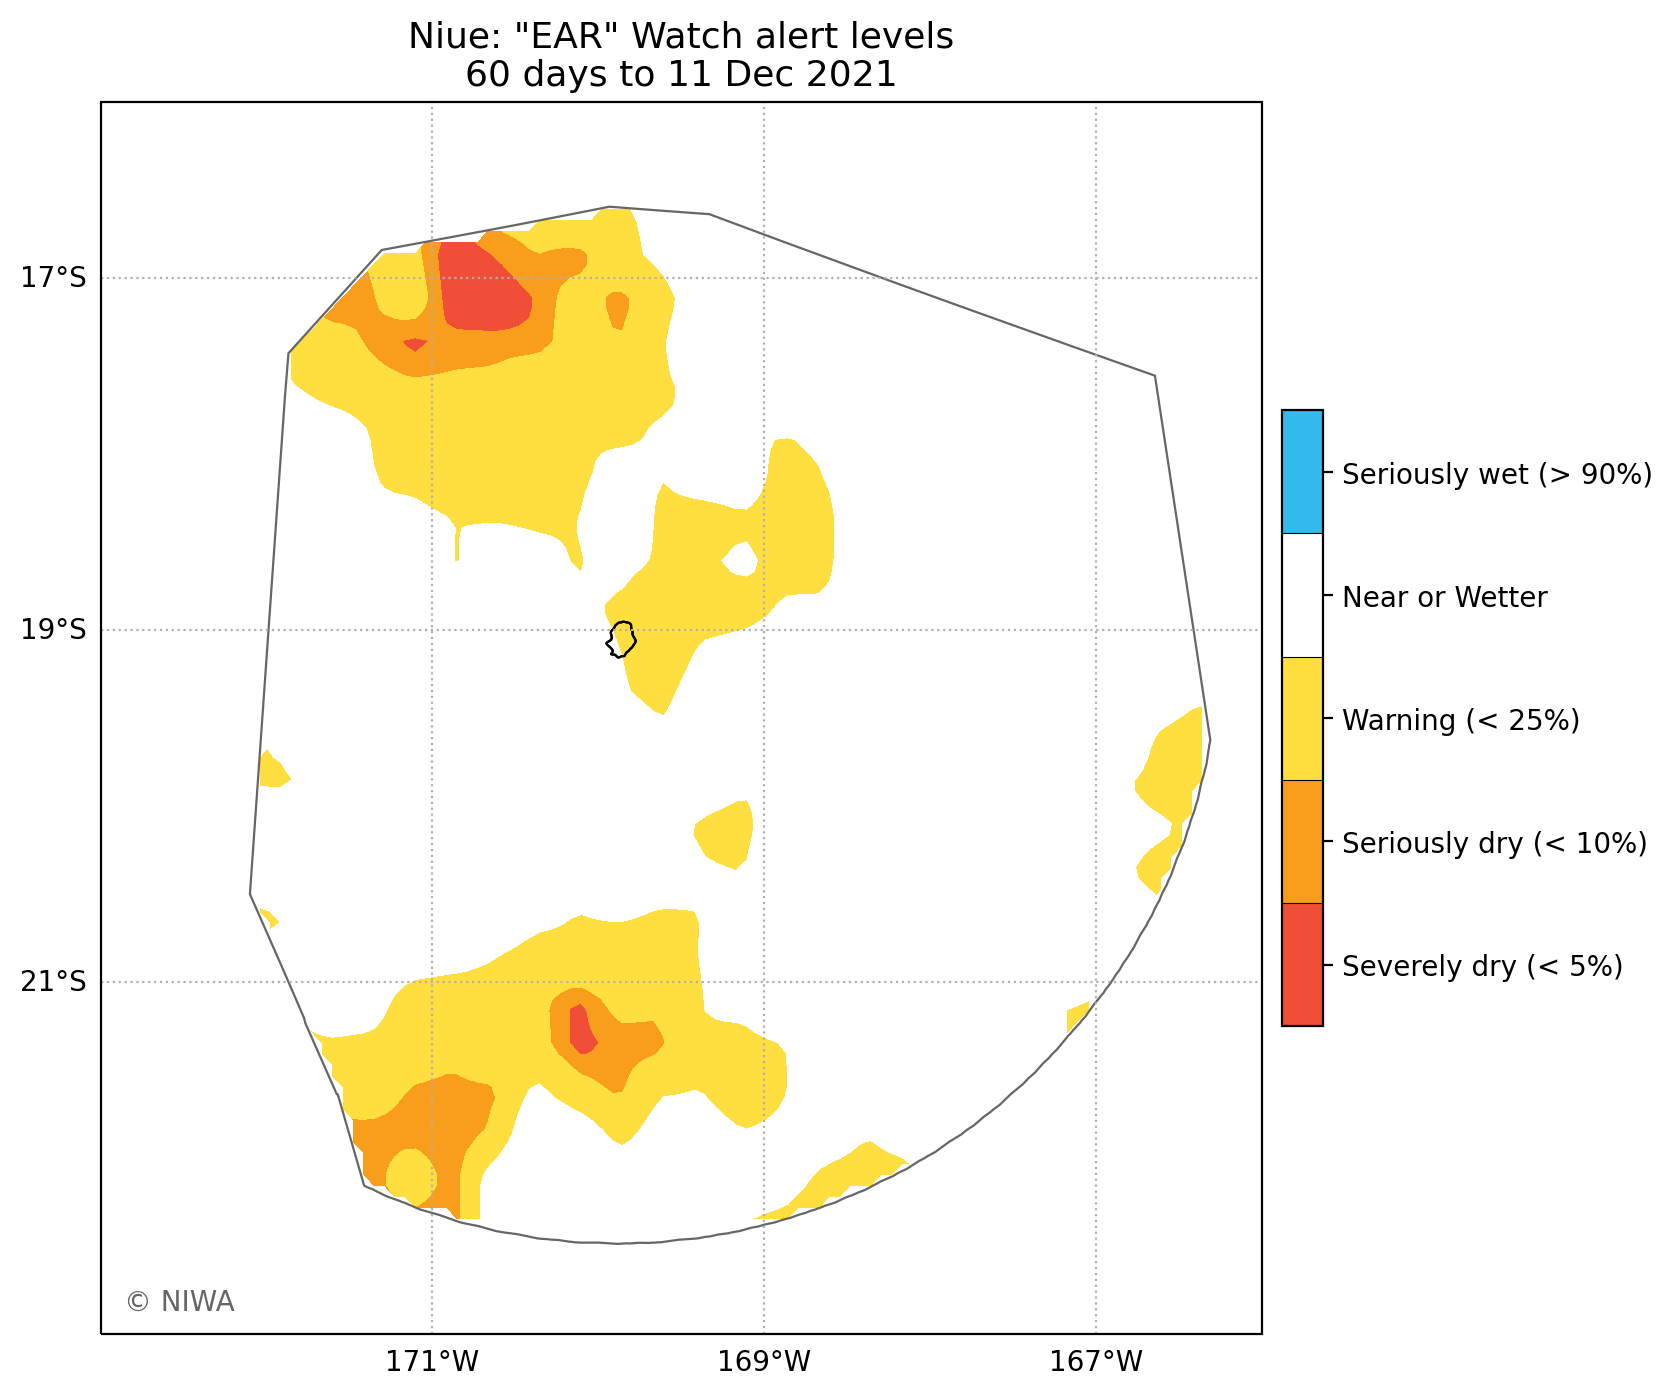 Niue: "EAR" Watch alert levels
60 days to 11 Dec 2021
17°S
19°S
21°S
171°W
169°W
167°W
Seriously wet (> 90%)
Near or Wetter
Warning (< 25%)
Seriously dry (< 10%)
Severely dry (< 5%)
© NIWA